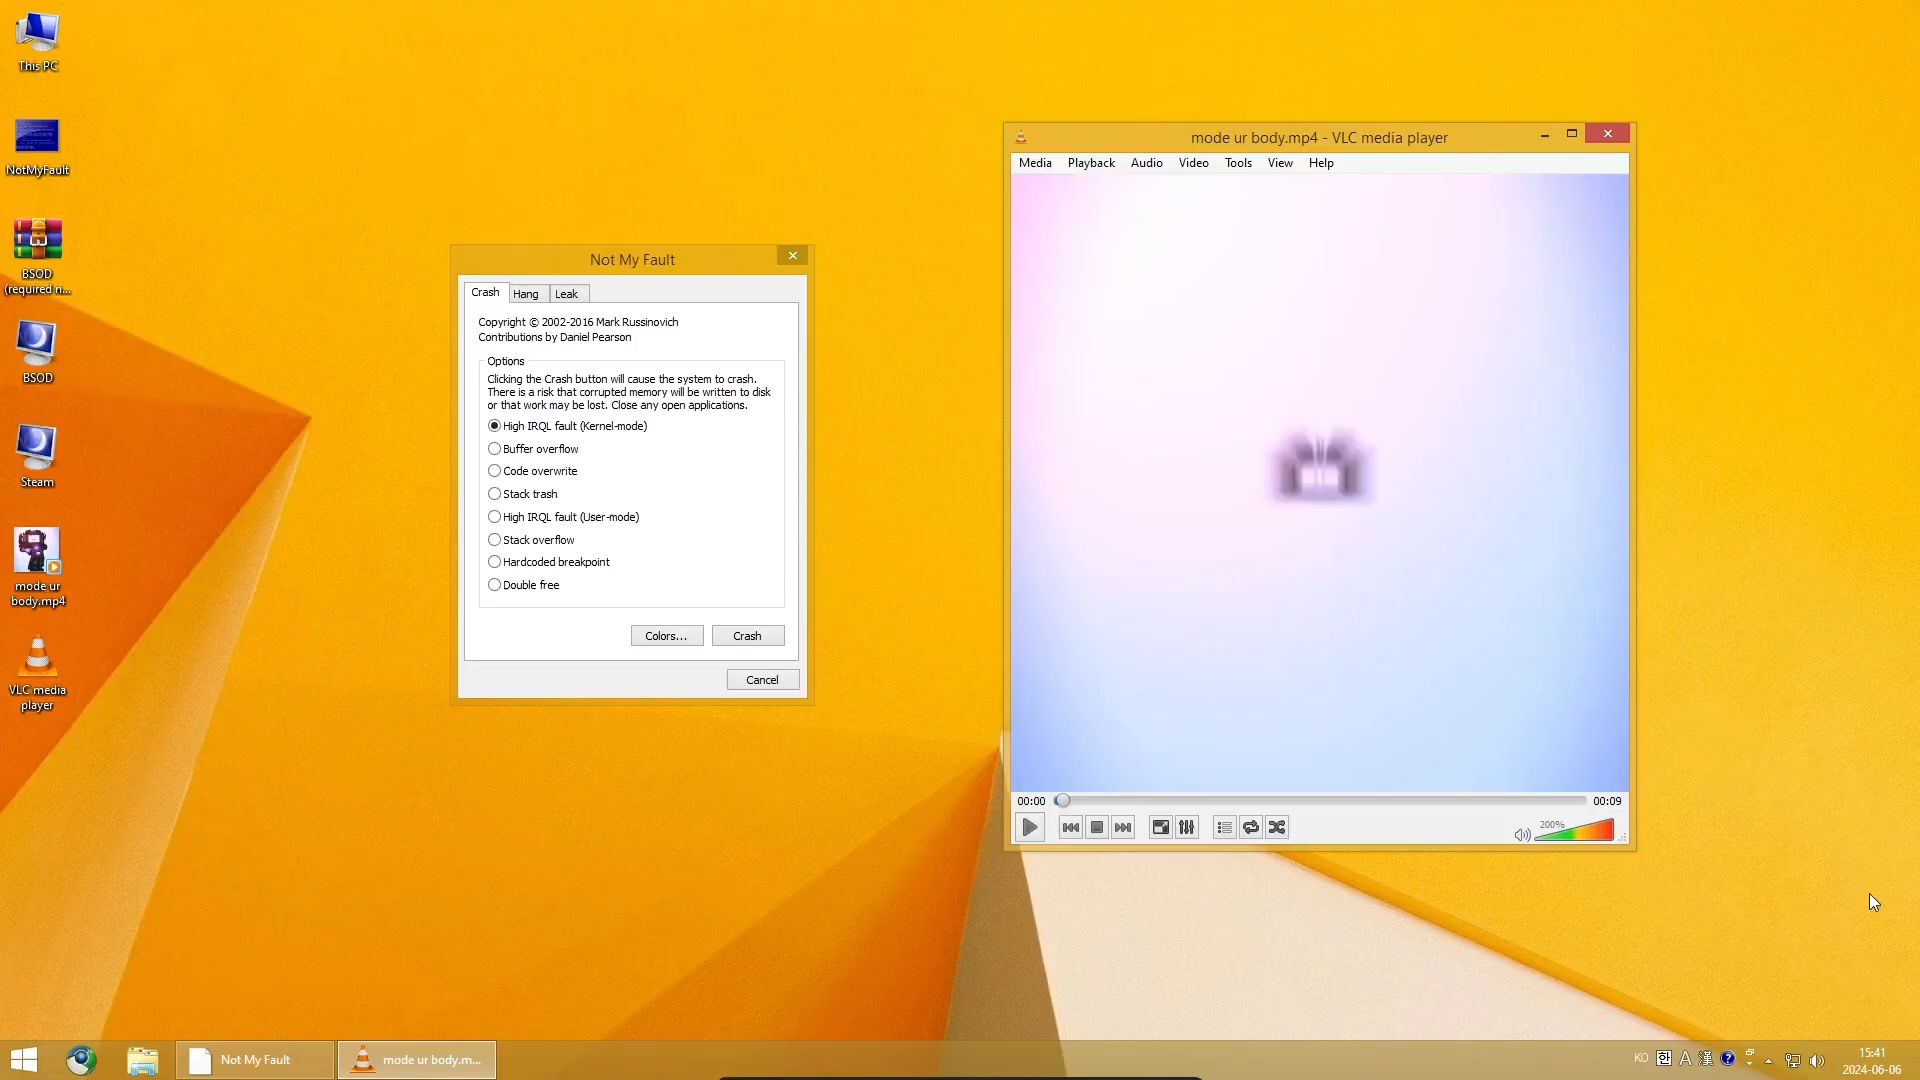 This PC
NotMyFault
BSOD
(required n...
BSOD
Steam
mode ur
body.mp4
VLC media
player
Not My Fault
Crash
Hang
Leak
Copyright © 2002-2016 Mark Russinovich
Contributions by Daniel Pearson
Options
Clicking the Crash button will cause the system to crash.
There is a risk that corrupted memory will be written to disk
or that work may be lost. Close any open applications.
High IRQL fault (Kernel-mode)
Buffer overflow
Code overwrite
Stack trash
High IRQL fault (User-mode)
Stack overflow
Hardcoded breakpoint
Double free
Colors...
Crash
Cancel
mode ur body.mp4 - VLC media player
Media Playback Audio Video Tools View Help
00:00
00:09
200%
Not My Fault
mode ur body.m...
KO 한 A 漢 ?
15:41
2024-06-06